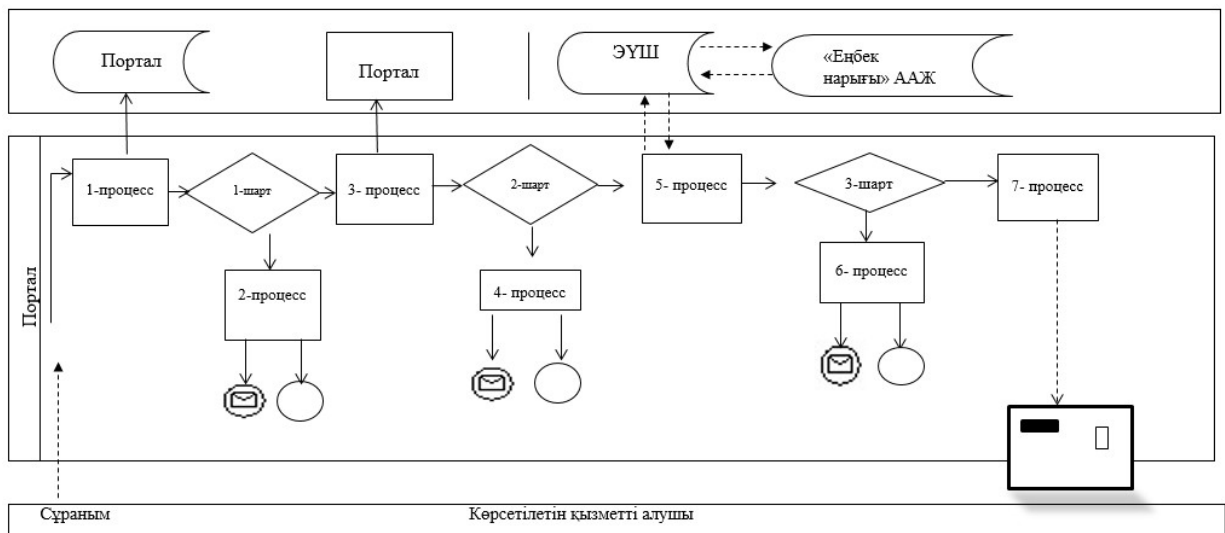 Портал
Портал
ЭҮШ
«Еңбек
нарығы» ААЖ
Портал
1-процесс
1-шарт
3- процесс
2-шарт
5- процесс
3-шарт
7- процесс
2-процесс
4- процесс
6- процесс
Сұраным
Көрсетілетін қызметті алушы